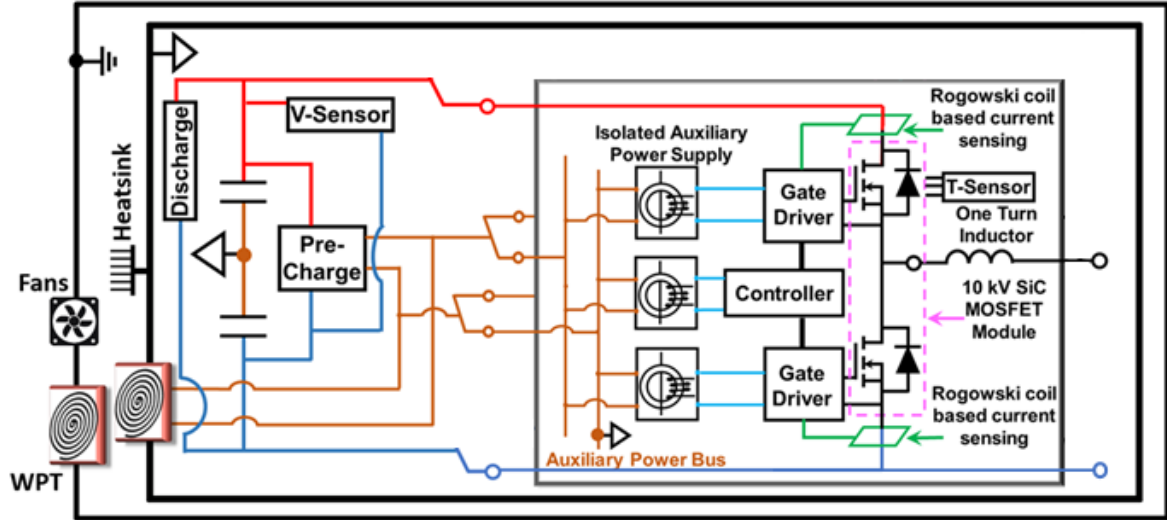 Rogowski coil
based current
sensing
V-Sensor
Isolated Auxiliary
Power Supply
Discharge
Heatsink
Gate
Driver
T-Sensor
One Turn
Inductor
Pre-
Charge
Fans
Controller
10 kV SiC
MOSFET
Module
Gate
Driver
Rogowski coil
based current
sensing
WPT
Auxiliary Power Bus